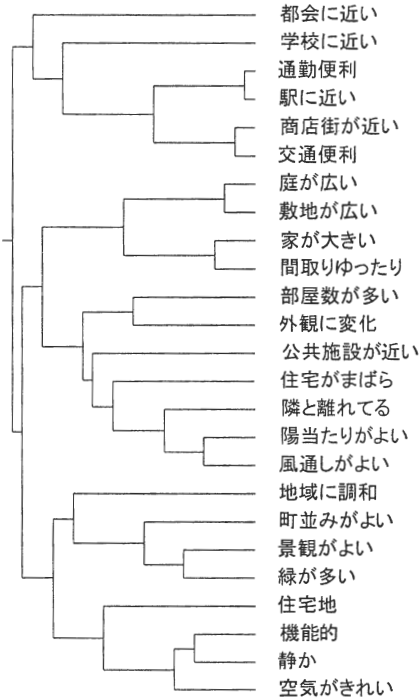 都会に近い
学校に近い
通勤便利
駅に近い
商店街が近い
交通便利
庭が広い
敷地が広い
家が大きい
間取りゆったり
部屋数が多い
外観に変化
公共施設が近い
住宅がまばら
隣と離れてる
陽当たりがよい
風通しがよい
地域に調和
町並みがよい
景観がよい
緑が多い
住宅地
機能的
静か
空気がきれい